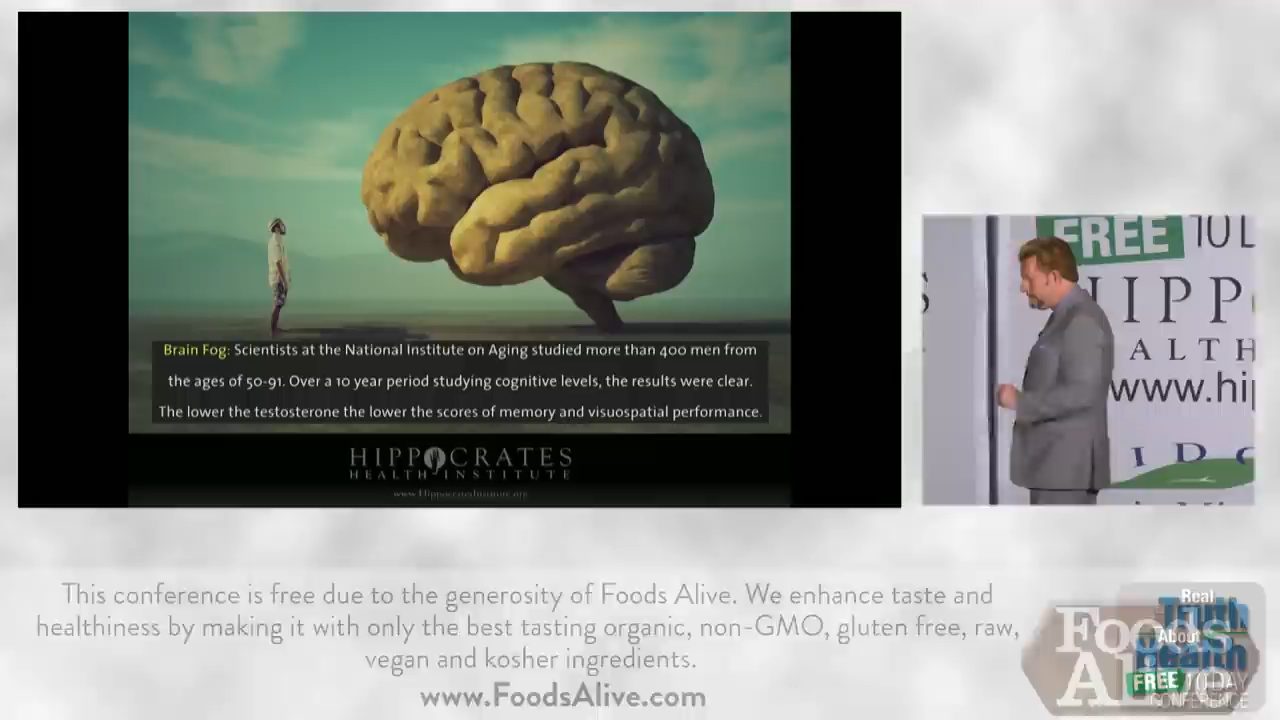 Brain Fog: Scientists at the National Institute on Aging studied more than 400 men from
the ages of 50-91. Over a 10 year period studying cognitive levels, the results were clear.
The lower the testosterone the lower the scores of memory and visuospatial performance.
HIPPOCRATES
HEALTH INSTITUTE
www.HippocratesInstitute.org
FREE 10 D
HIPP
ALTH
www.hip
This conference is free due to the generosity of Foods Alive. We enhance taste and
healthiness by making it with only the best tasting organic, non-GMO, gluten free, raw,
vegan and kosher ingredients.
www.FoodsAlive.com
Foods
Alive
Real
Truth
About
Health
FREE 10 DAY
CONFERENCE